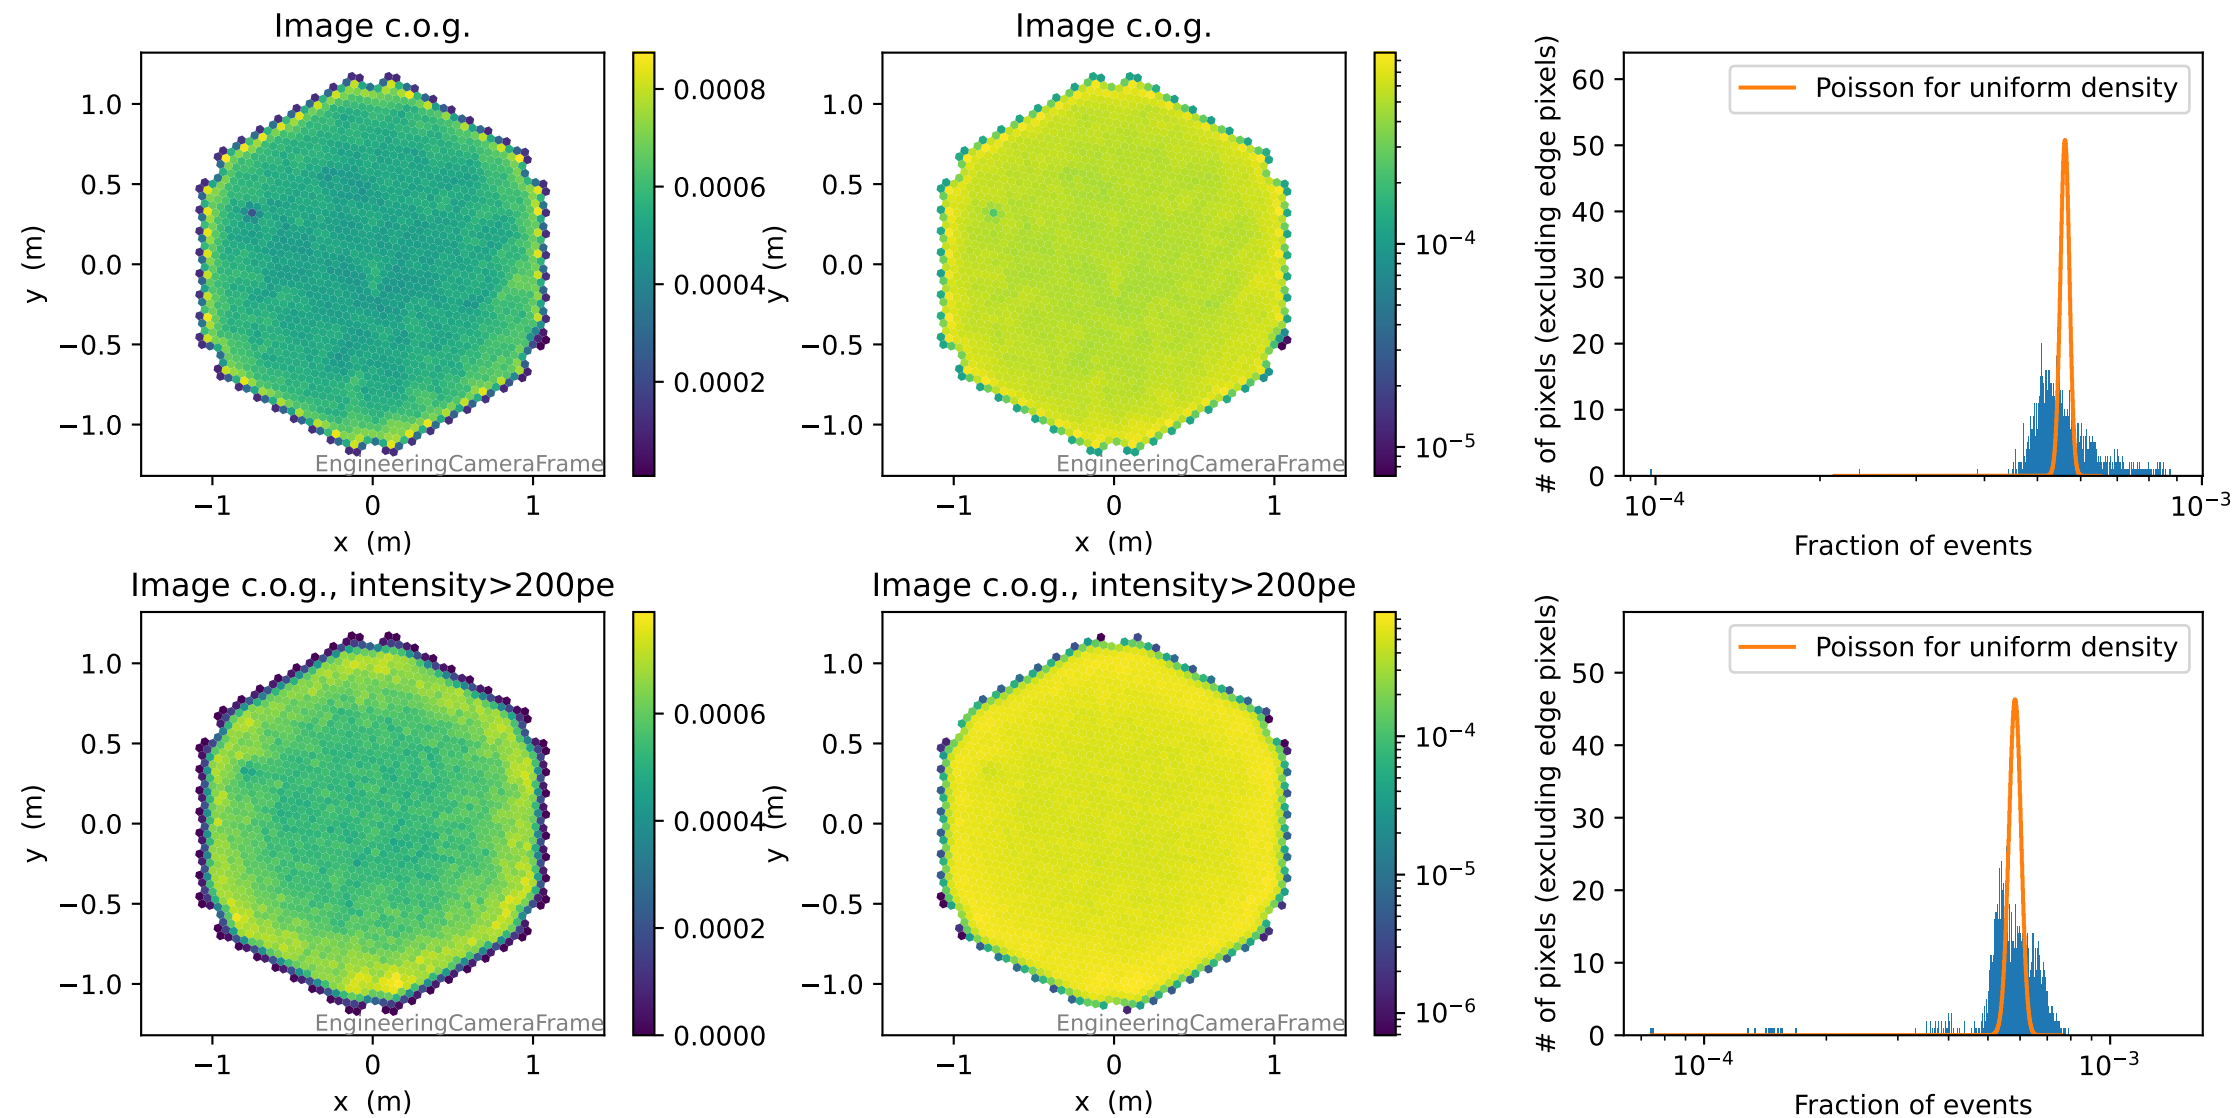 Image c.o.g.
y (m)
1.0
0.5
0.0
−0.5
−1.0
−1
0
1
x (m)
EngineeringCameraFrame
0.0008
0.0006
0.0004
0.0002
Image c.o.g.
y (m)
1.0
0.5
0.0
−0.5
−1.0
−1
0
1
x (m)
EngineeringCameraFrame
10⁻⁴
10⁻⁵
# of pixels (excluding edge pixels)
60
50
40
30
20
10
0
Poisson for uniform density
10⁻⁴
10⁻³
Fraction of events
Image c.o.g., intensity>200pe
y (m)
1.0
0.5
0.0
−0.5
−1.0
−1
0
1
x (m)
EngineeringCameraFrame
0.0006
0.0004
0.0002
0.0000
Image c.o.g., intensity>200pe
y (m)
1.0
0.5
0.0
−0.5
−1.0
−1
0
1
x (m)
EngineeringCameraFrame
10⁻⁴
10⁻⁵
10⁻⁶
# of pixels (excluding edge pixels)
50
40
30
20
10
0
Poisson for uniform density
10⁻⁴
10⁻³
Fraction of events